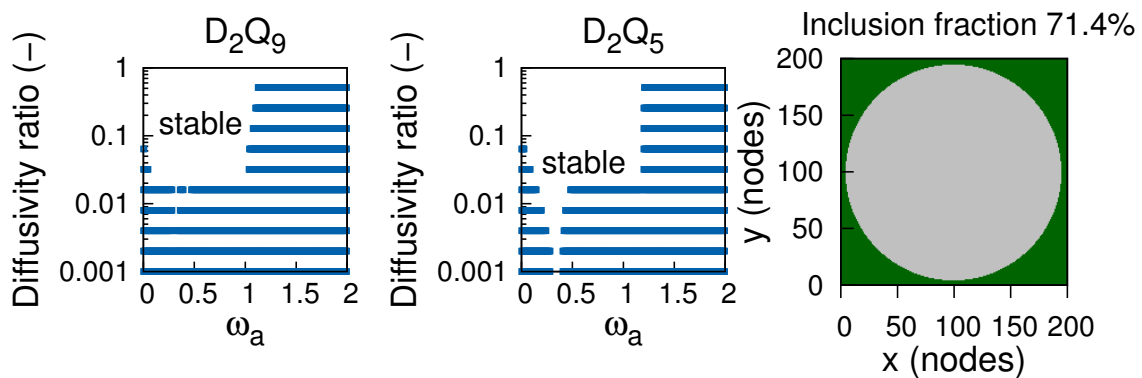 D2Q9
Diffusivity ratio (−)
1
0.1
0.01
0.001
stable
0 0.5 1 1.5 2
ωa
D2Q5
Diffusivity ratio (−)
1
0.1
0.01
0.001
stable
0 0.5 1 1.5 2
ωa
Inclusion fraction 71.4%
y (nodes)
200
150
100
50
0
0 50 100 150 200
x (nodes)